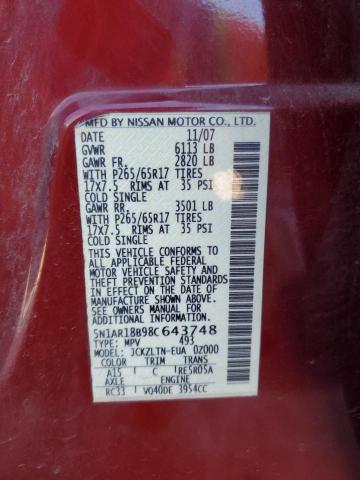 MFD BY NISSAN MOTOR CO., LTD.
DATE 11/07
GVWR 6113 LB
GAWR FR. 2820 LB
WITH P265/65R17 TIRES
17X7.5 RIMS AT 35 PSI
COLD SINGLE
GAWR RR. 3501 LB
WITH P265/65R17 TIRES
17X7.5 RIMS AT 35 PSI
COLD SINGLE
THIS VEHICLE CONFORMS TO
ALL APPLICABLE FEDERAL
MOTOR VEHICLE SAFETY AND
THEFT PREVENTION STANDARDS
IN EFFECT ON THE DATE OF
MANUFACTURE SHOWN ABOVE.
SEE OWNERS MANUAL FOR MORE
INFO.
5N1AR18B98C643748
TYPE: MPV 493
MODEL: JCKZLTN-EUA 02000
COLOR TRIM TRANS
A15 C RE5R05A
AXLE ENGINE
RC33 VQ40DE 3954CC